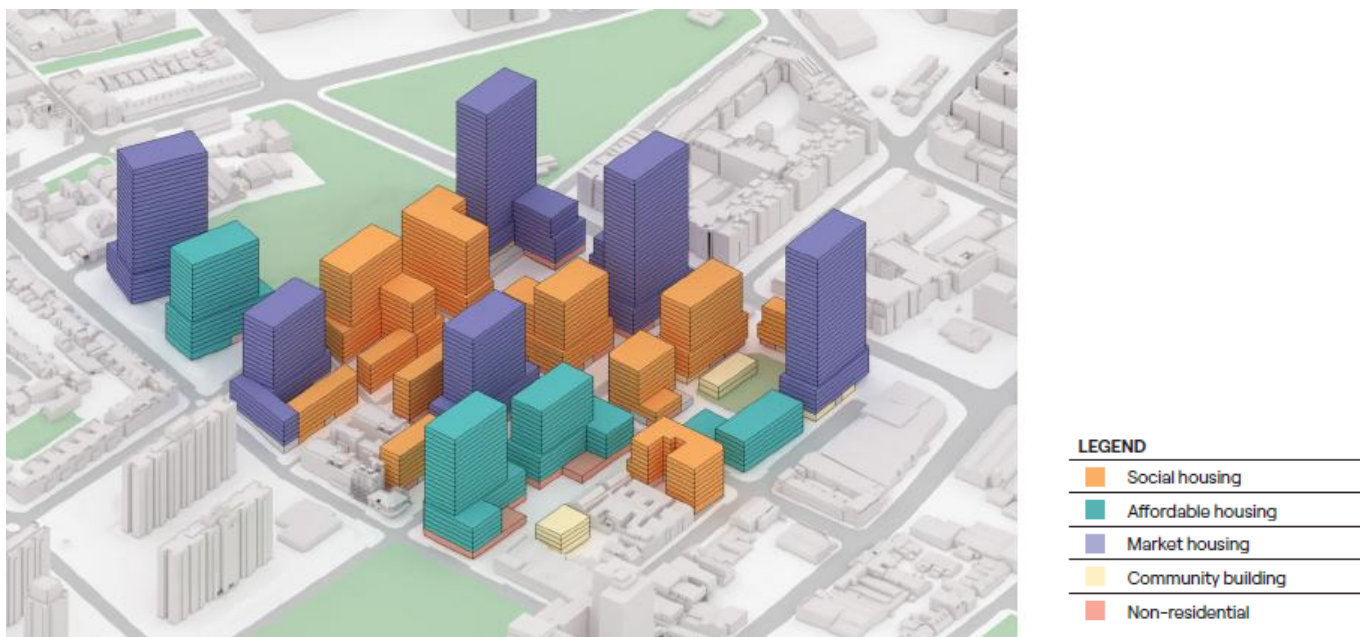 LEGEND
Social housing
Affordable housing
Market housing
Community building
Non-residential